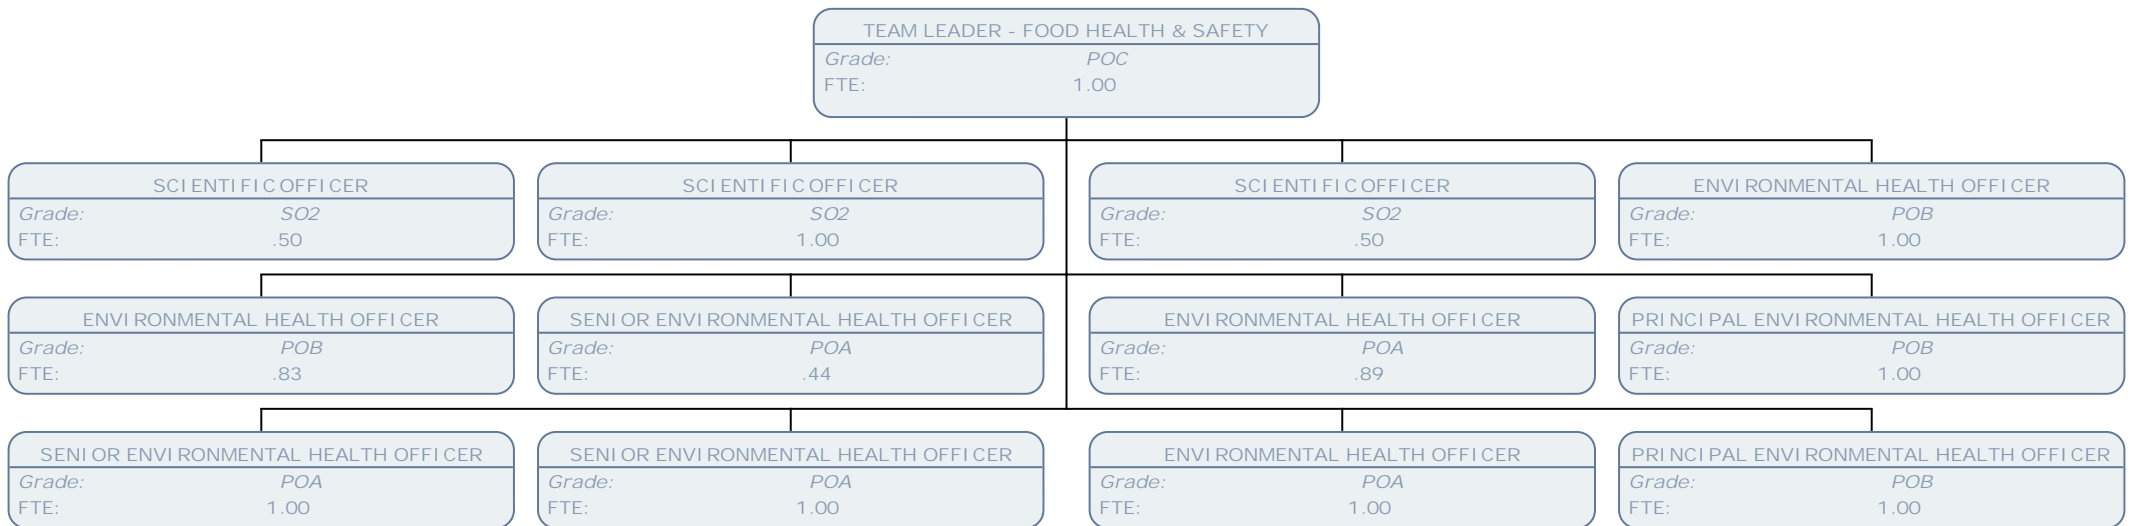 TEAM LEADER - FOOD HEALTH & SAFETY
Grade: POC
FTE: 1.00
SCIENTIFIC OFFICER
Grade: SO2
FTE: .50
SCIENTIFIC OFFICER
Grade: SO2
FTE: 1.00
SCIENTIFIC OFFICER
Grade: SO2
FTE: .50
ENVIRONMENTAL HEALTH OFFICER
Grade: POB
FTE: 1.00
ENVIRONMENTAL HEALTH OFFICER
Grade: POB
FTE: .83
SENIOR ENVIRONMENTAL HEALTH OFFICER
Grade: POA
FTE: .44
ENVIRONMENTAL HEALTH OFFICER
Grade: POA
FTE: .89
PRINCIPAL ENVIRONMENTAL HEALTH OFFICER
Grade: POB
FTE: 1.00
SENIOR ENVIRONMENTAL HEALTH OFFICER
Grade: POA
FTE: 1.00
SENIOR ENVIRONMENTAL HEALTH OFFICER
Grade: POA
FTE: 1.00
ENVIRONMENTAL HEALTH OFFICER
Grade: POA
FTE: 1.00
PRINCIPAL ENVIRONMENTAL HEALTH OFFICER
Grade: POB
FTE: 1.00